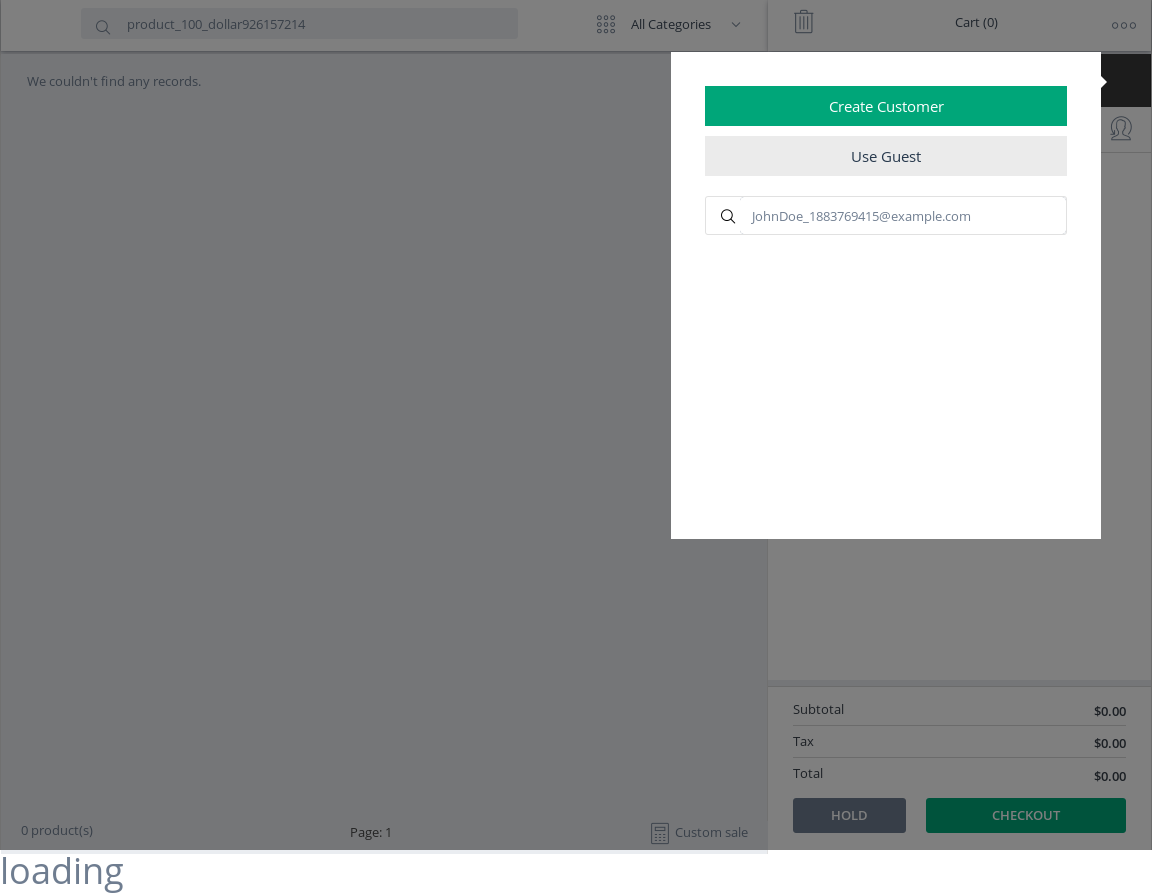 product_100_dollar926157214
All Categories
Cart (0)
We couldn't find any records.
Create Customer
Use Guest
JohnDoe_1883769415@example.com
Subtotal $0.00
Tax $0.00
Total $0.00
HOLD CHECKOUT
0 product(s) Page: 1 Custom sale
loading